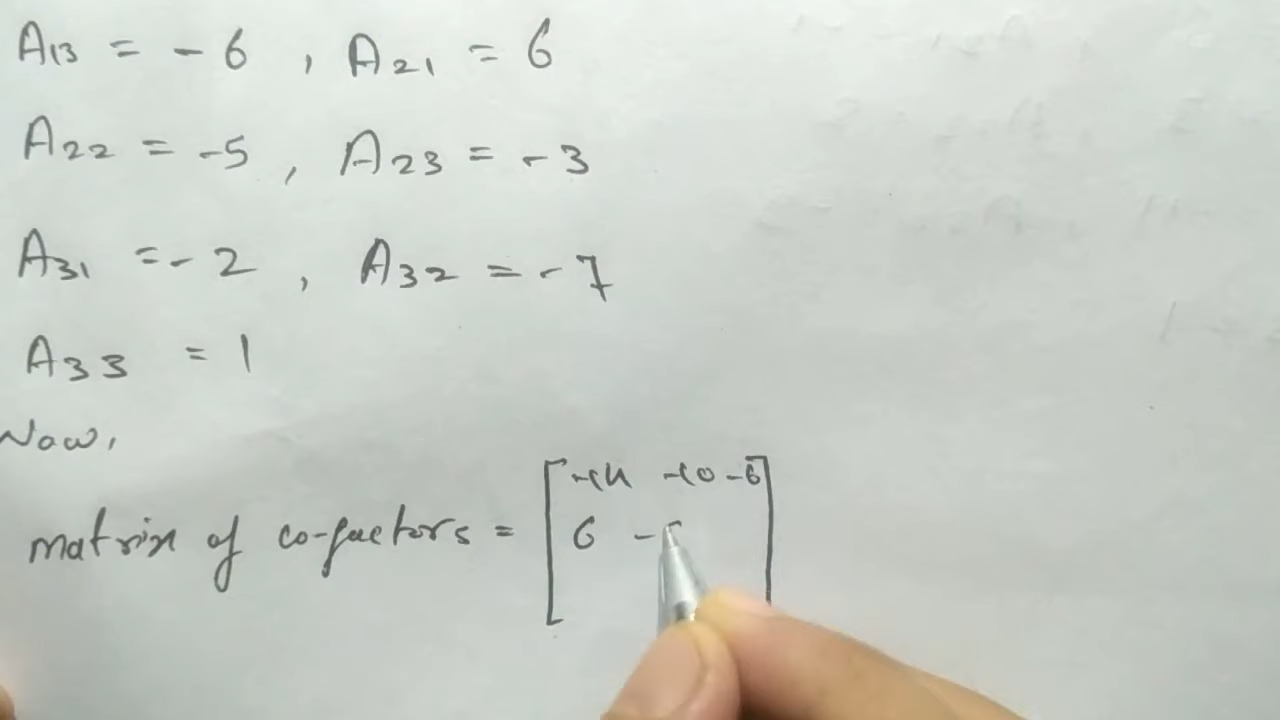 A13 = -6 , A21 = 6
A22 = -5 , A23 = -3
A31 = -2 , A32 = -7
A33 = 1
Now,
matrix of co-factors = [ -14 -10 -6 ]
6 -5